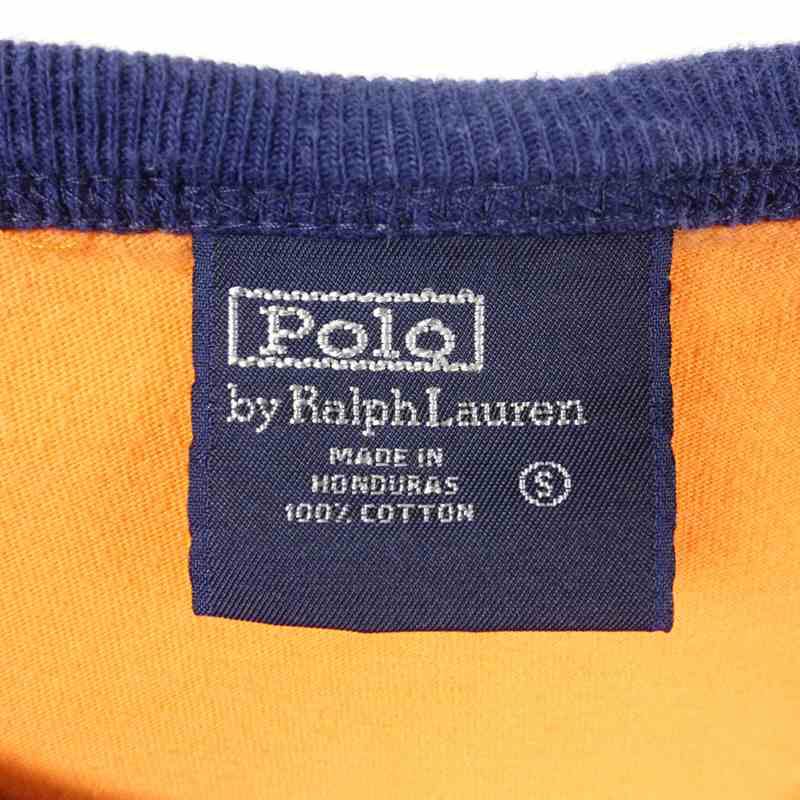 Polo
by Ralph Lauren
MADE IN
HONDURAS
100% COTTON
S